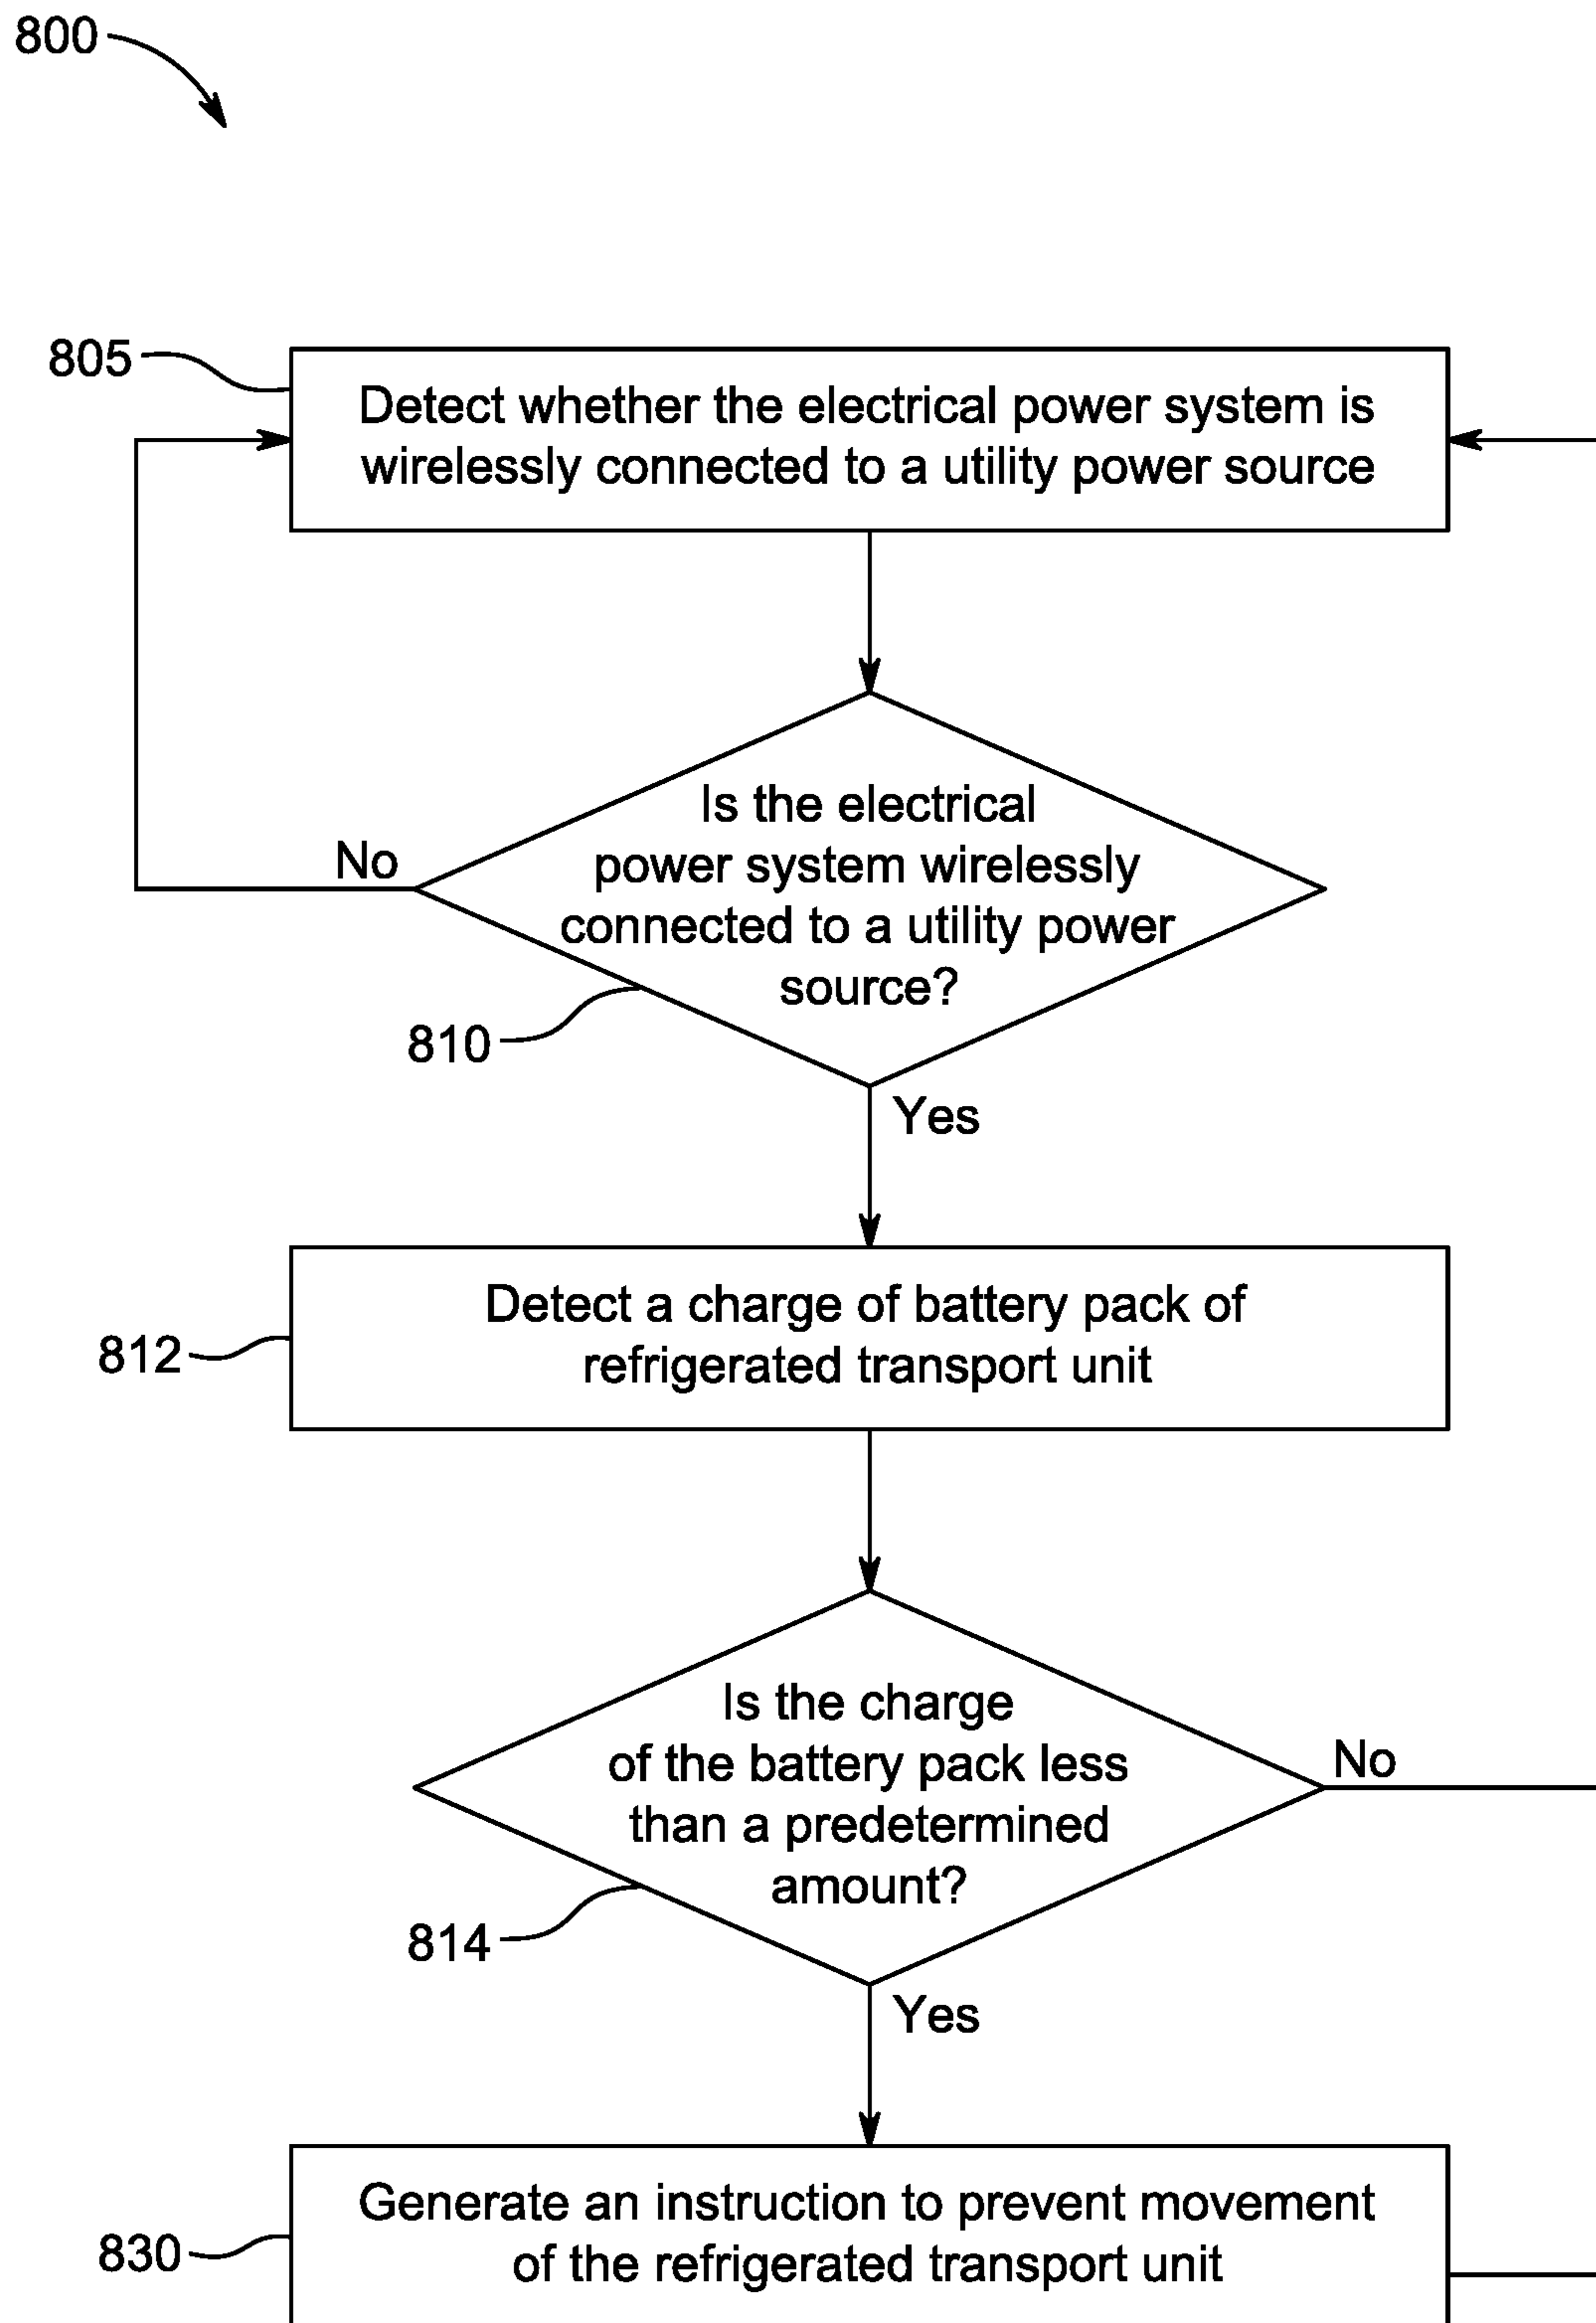 800
805
Detect whether the electrical power system is
wirelessly connected to a utility power source
Is the electrical
power system wirelessly
connected to a utility power
source?
No
810
Yes
Detect a charge of battery pack of
refrigerated transport unit
812
Is the charge
of the battery pack less
than a predetermined
amount?
No
814
Yes
Generate an instruction to prevent movement
of the refrigerated transport unit
830